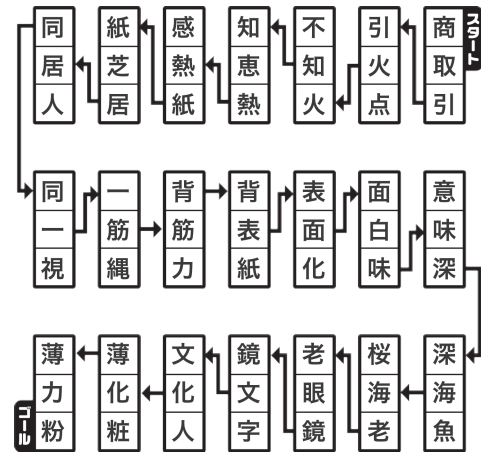 スタート
商取引
引火点
不知火
知恵熱
感熱紙
紙芝居
同居人
同一視
一筋縄
背筋力
背表紙
表面化
面白味
意味深
深海魚
桜海老
老眼鏡
鏡文字
文化人
薄化粧
薄力粉
ゴール